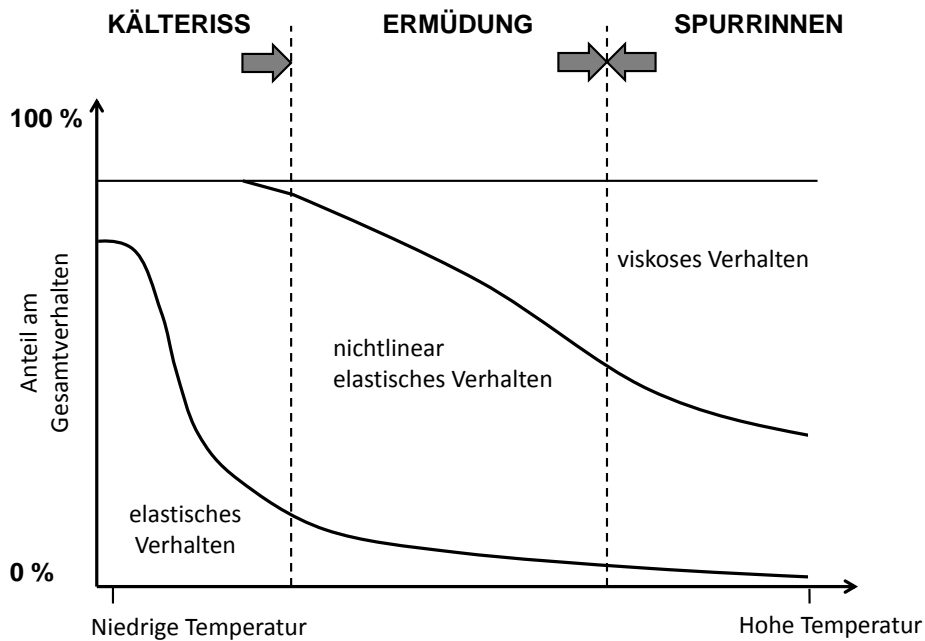 KÄLTERISS
ERMÜDUNG
SPURRINNEN
100 %
Anteil am
Gesamtverhalten
viskoses Verhalten
nichtlinear
elastisches Verhalten
elastisches
Verhalten
0 %
Niedrige Temperatur
Hohe Temperatur